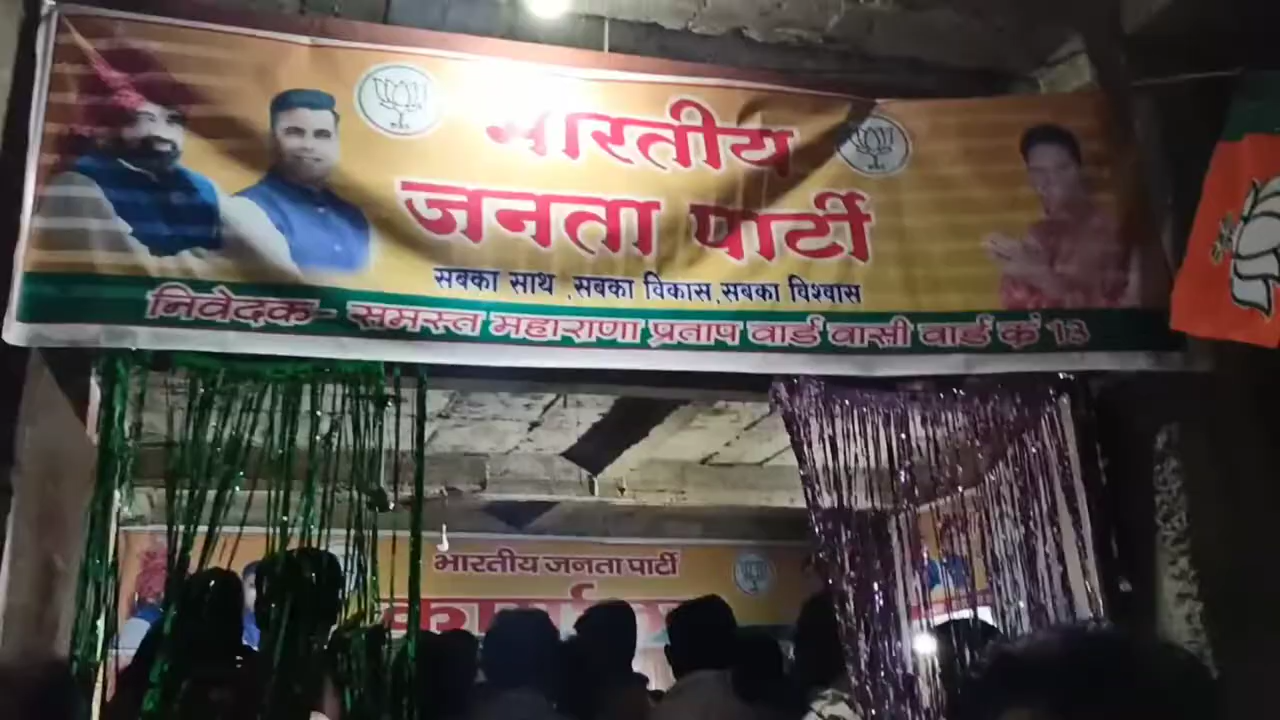 भारतीय
जनता पार्टी
सबका साथ ,सबका विकास,सबका विश्वास
निवेदक- समस्त महाराणा प्रताप वार्ड वासी वार्ड क्रं 13
भारतीय जनता पार्टी